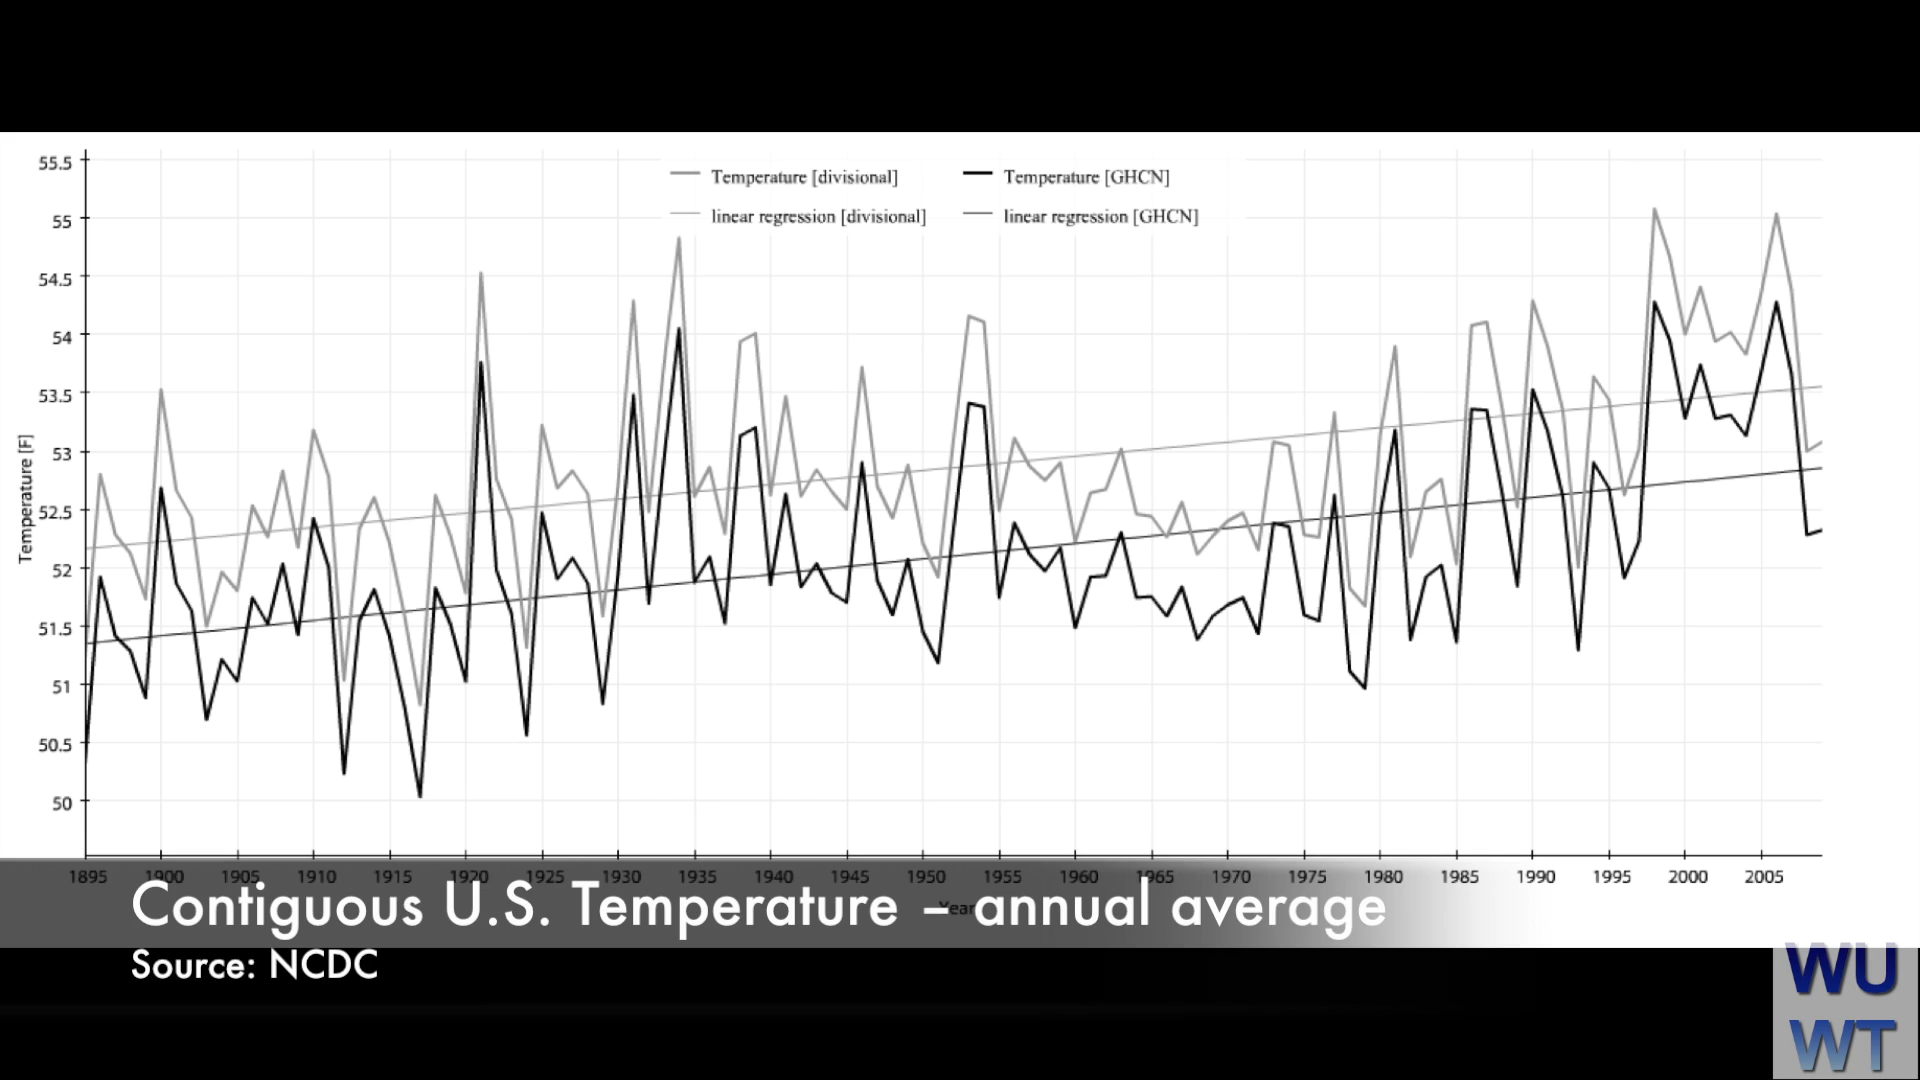 Temperature [divisional]
Temperature [GHCN]
linear regression [divisional]
linear regression [GHCN]
55.5
55
54.5
54
53.5
53
52.5
52
51.5
51
50.5
50
Temperature [F]
1895 1900 1905 1910 1915 1920 1925 1930 1935 1940 1945 1950 1955 1960 1965 1970 1975 1980 1985 1990 1995 2000 2005
Year
Contiguous U.S. Temperature – annual average
Source: NCDC
WU
WT